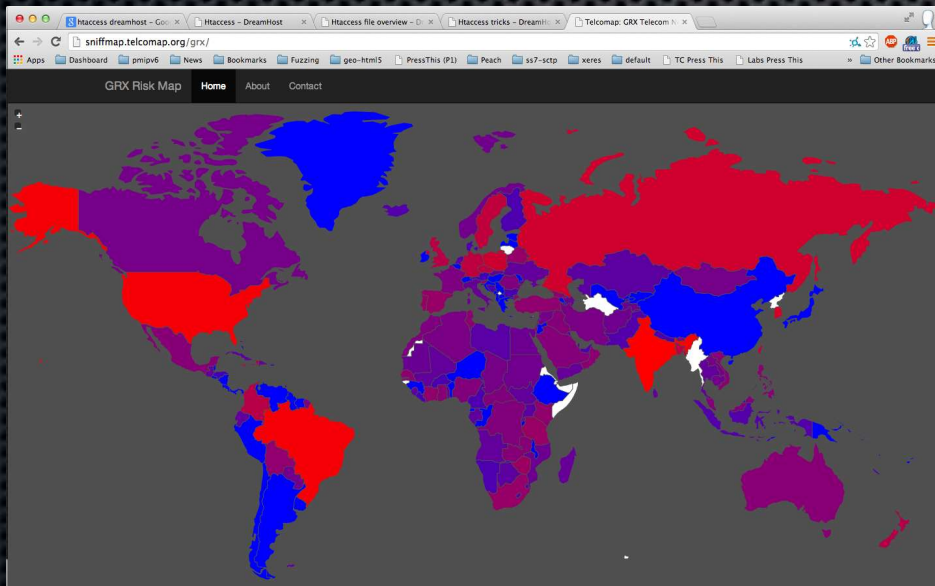 htaccess dreamhost – Goo
Htaccess – DreamHost
Htaccess file overview – Dr
Htaccess tricks – DreamHo
Telcomap: GRX Telecom N
sniffmap.telcomap.org/grx/
Apps Dashboard pmipv6 News Bookmarks Fuzzing geo-html5 PressThis (P1) Peach ss7-sctp xeres default TC Press This Labs Press This » Other Bookmarks
GRX Risk Map Home About Contact
+
-